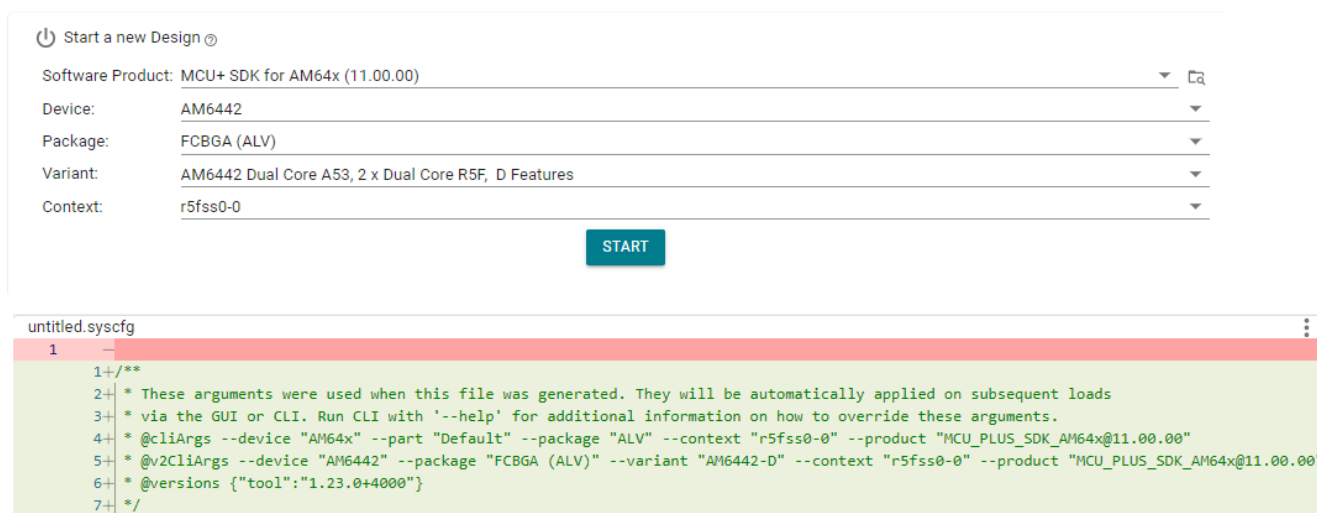 Start a new Design ?
Software Product: MCU+ SDK for AM64x (11.00.00)
Device: AM6442
Package: FCBGA (ALV)
Variant: AM6442 Dual Core A53, 2 x Dual Core R5F, D Features
Context: r5fss0-0
START
untitled.syscfg
1 —
1+/**
2+ * These arguments were used when this file was generated. They will be automatically applied on subsequent loads
3+ * via the GUI or CLI. Run CLI with '--help' for additional information on how to override these arguments.
4+ * @cliArgs --device "AM64x" --part "Default" --package "ALV" --context "r5fss0-0" --product "MCU_PLUS_SDK_AM64x@11.00.00"
5+ * @v2CliArgs --device "AM6442" --package "FCBGA (ALV)" --variant "AM6442-D" --context "r5fss0-0" --product "MCU_PLUS_SDK_AM64x@11.00.00"
6+ * @versions {"tool":"1.23.0+4000"}
7+ */